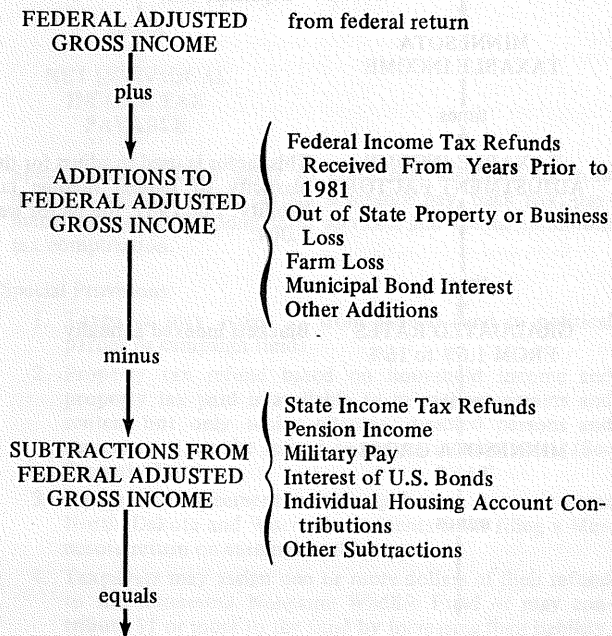 FEDERAL ADJUSTED from federal return
GROSS INCOME
plus
ADDITIONS TO
FEDERAL ADJUSTED
GROSS INCOME
Federal Income Tax Refunds
Received From Years Prior to
1981
Out of State Property or Business
Loss
Farm Loss
Municipal Bond Interest
Other Additions
minus
SUBTRACTIONS FROM
FEDERAL ADJUSTED
GROSS INCOME
State Income Tax Refunds
Pension Income
Military Pay
Interest of U.S. Bonds
Individual Housing Account Con-
tributions
Other Subtractions
equals